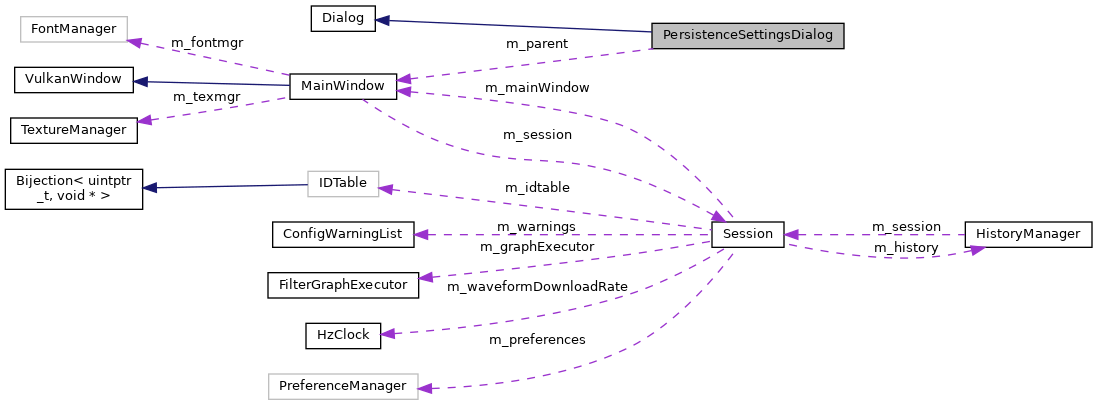 Dialog
FontManager
PersistenceSettingsDialog
m_fontmgr
m_parent
VulkanWindow
MainWindow
m_mainWindow
m_texmgr
TextureManager
m_session
Bijection< uintptr
_t, void * >
IDTable
m_idtable
m_warnings
m_session
ConfigWarningList
Session
HistoryManager
m_graphExecutor
m_history
FilterGraphExecutor
m_waveformDownloadRate
HzClock
m_preferences
PreferenceManager